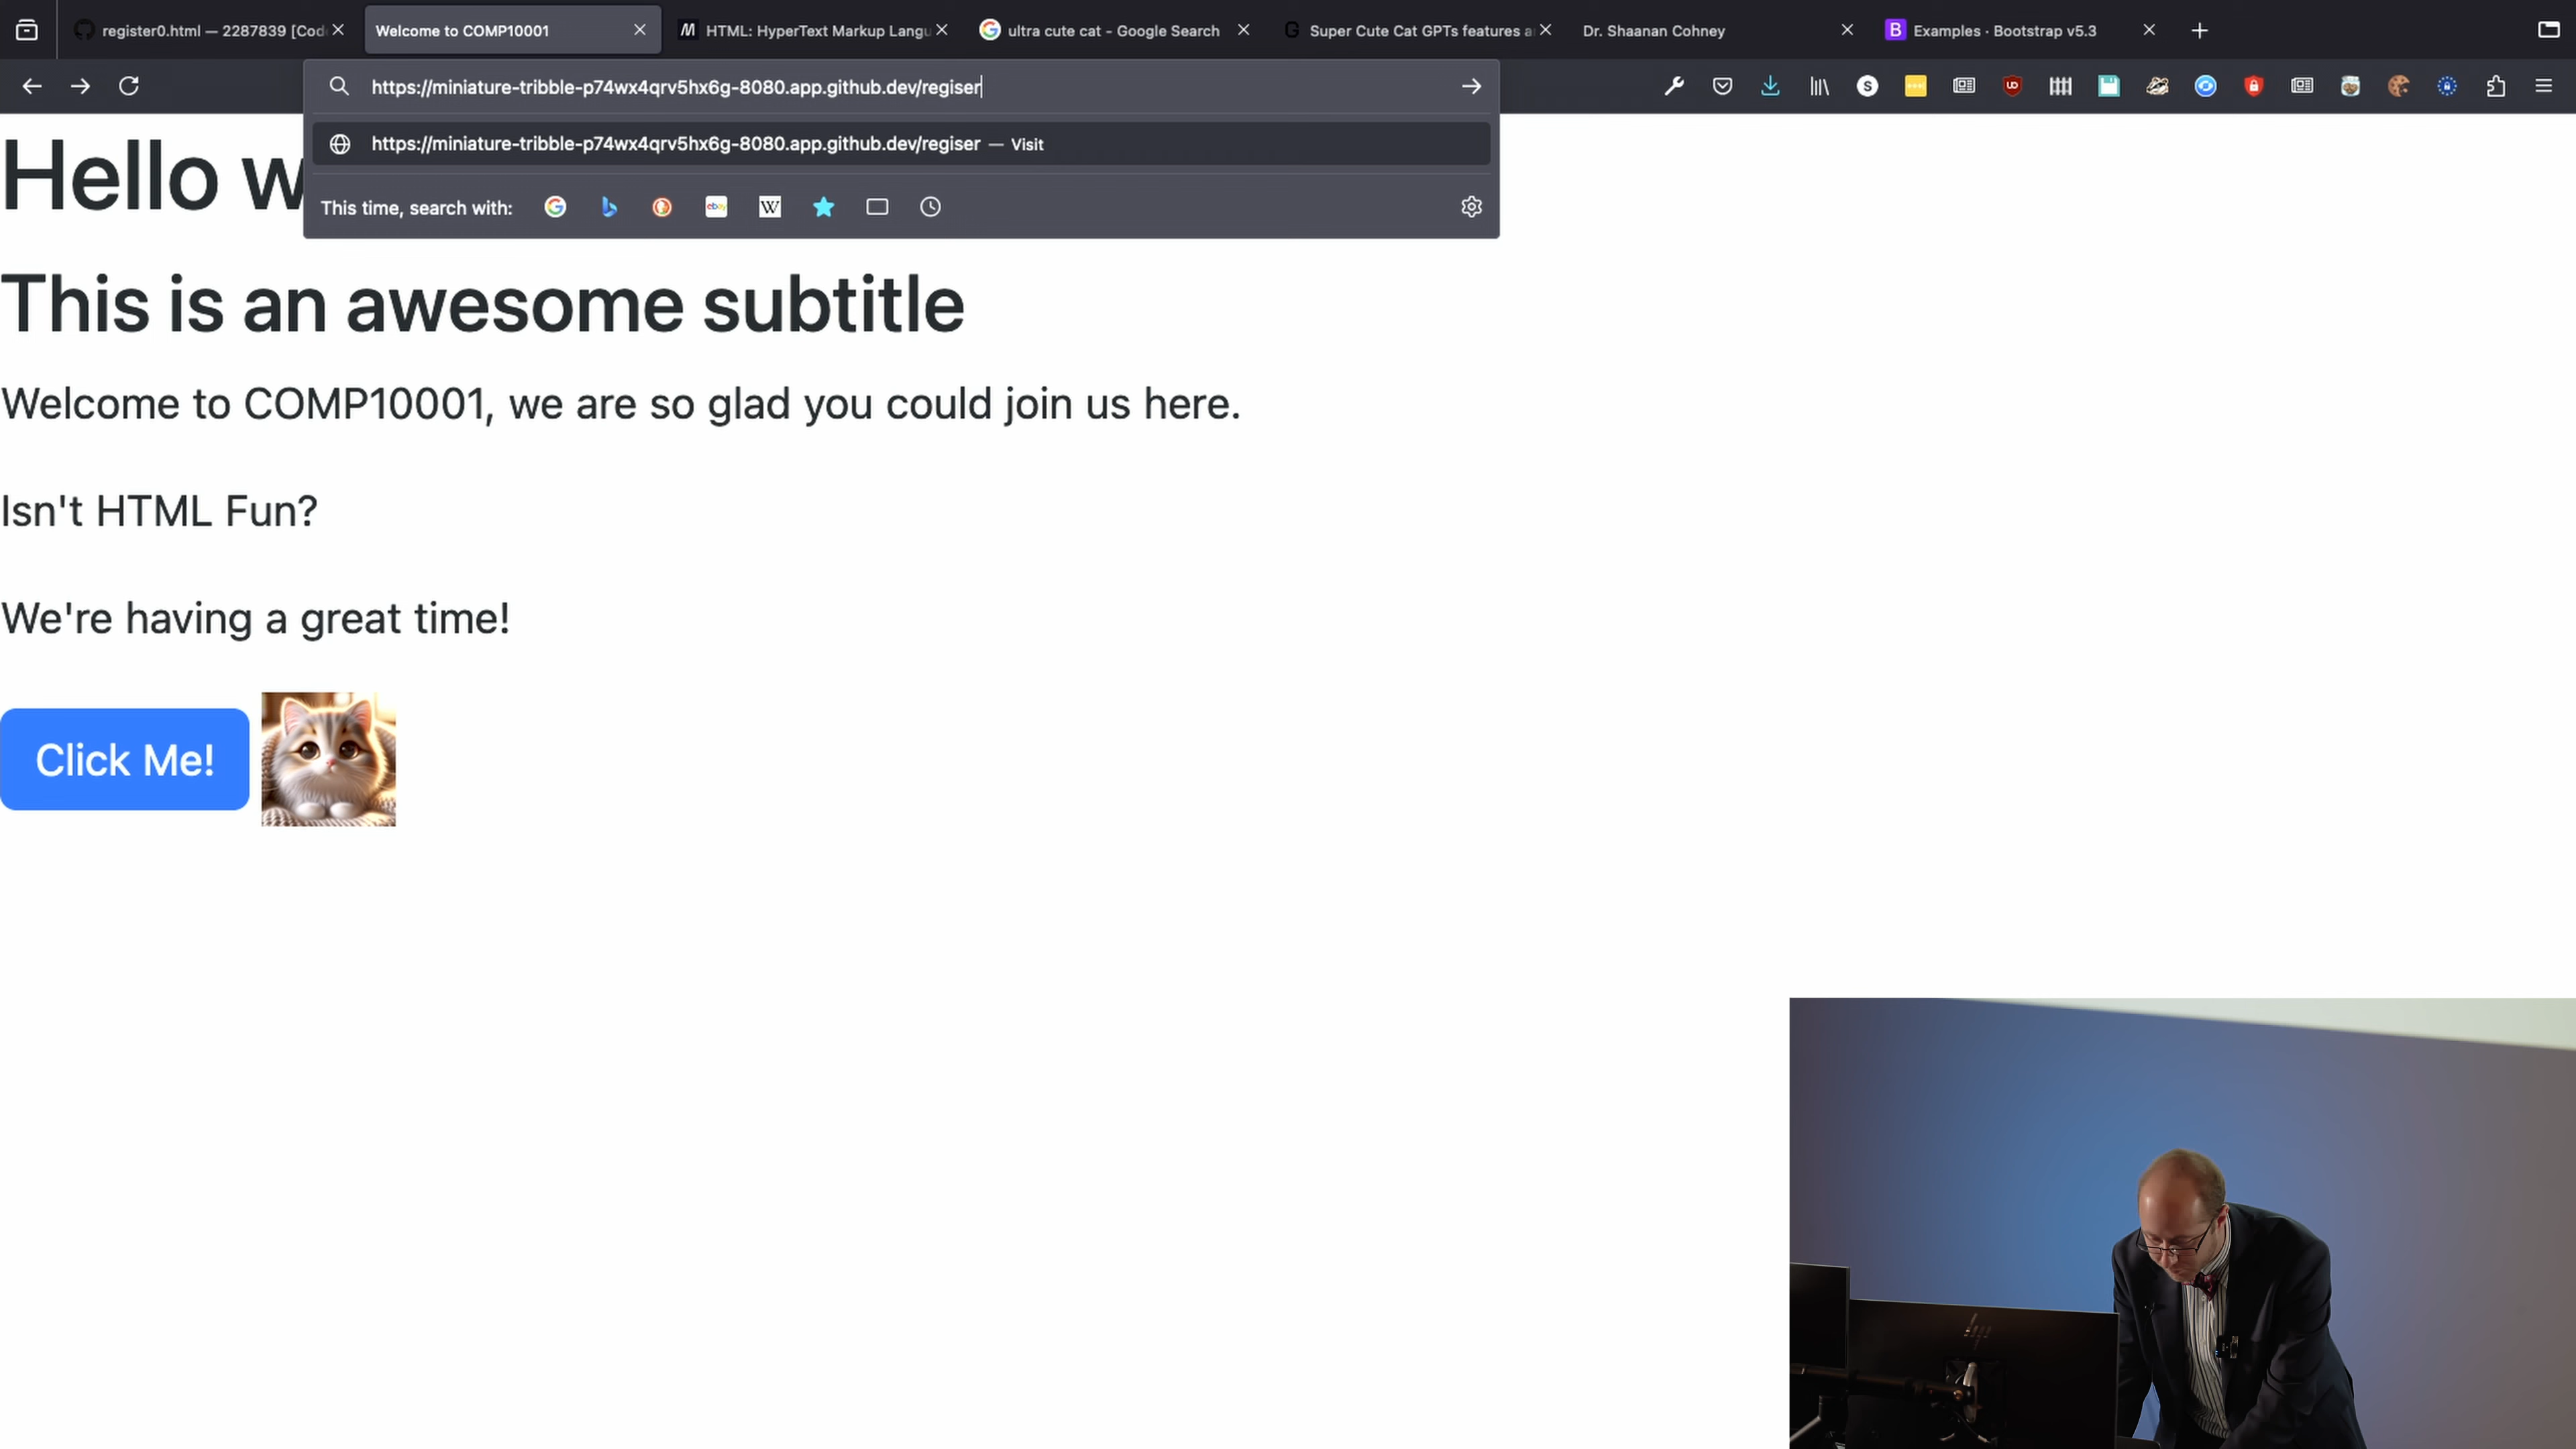 register0.html — 2287839 [Cod
Welcome to COMP10001
HTML: HyperText Markup Langu
ultra cute cat - Google Search
Super Cute Cat GPTs features a
Dr. Shaanan Cohney
Examples · Bootstrap v5.3
https://miniature-tribble-p74wx4qrv5hx6g-8080.app.github.dev/regiser
https://miniature-tribble-p74wx4qrv5hx6g-8080.app.github.dev/regiser — Visit
This time, search with:
Hello w
This is an awesome subtitle
Welcome to COMP10001, we are so glad you could join us here.
Isn't HTML Fun?
We're having a great time!
Click Me!